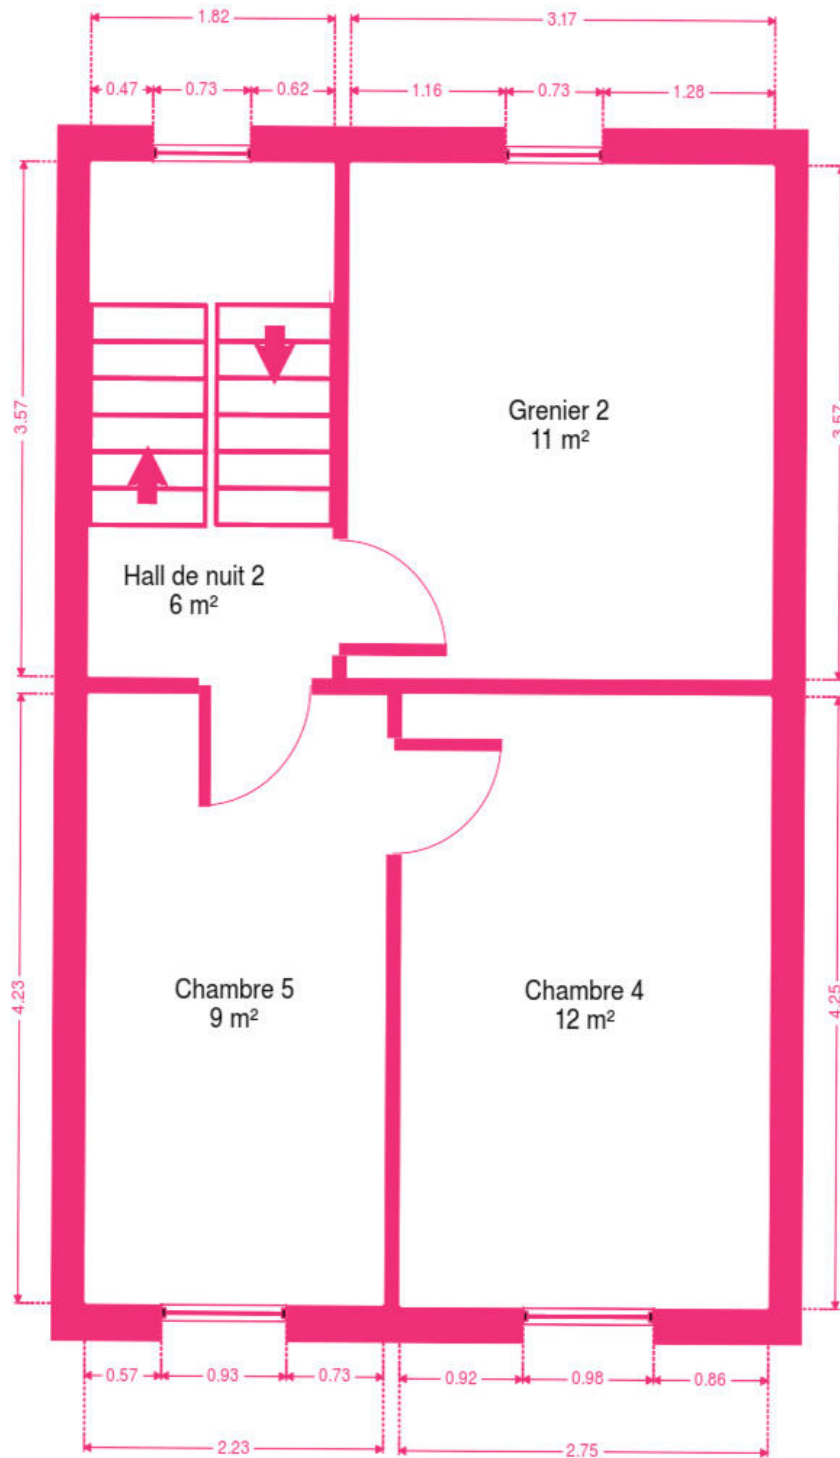 1.82
3.17
0.47
0.73
0.62
1.16
0.73
1.28
3.57
3.57
Grenier 2
11 m²
Hall de nuit 2
6 m²
4.23
4.25
Chambre 5
9 m²
Chambre 4
12 m²
0.57
0.93
0.73
0.92
0.98
0.86
2.23
2.75